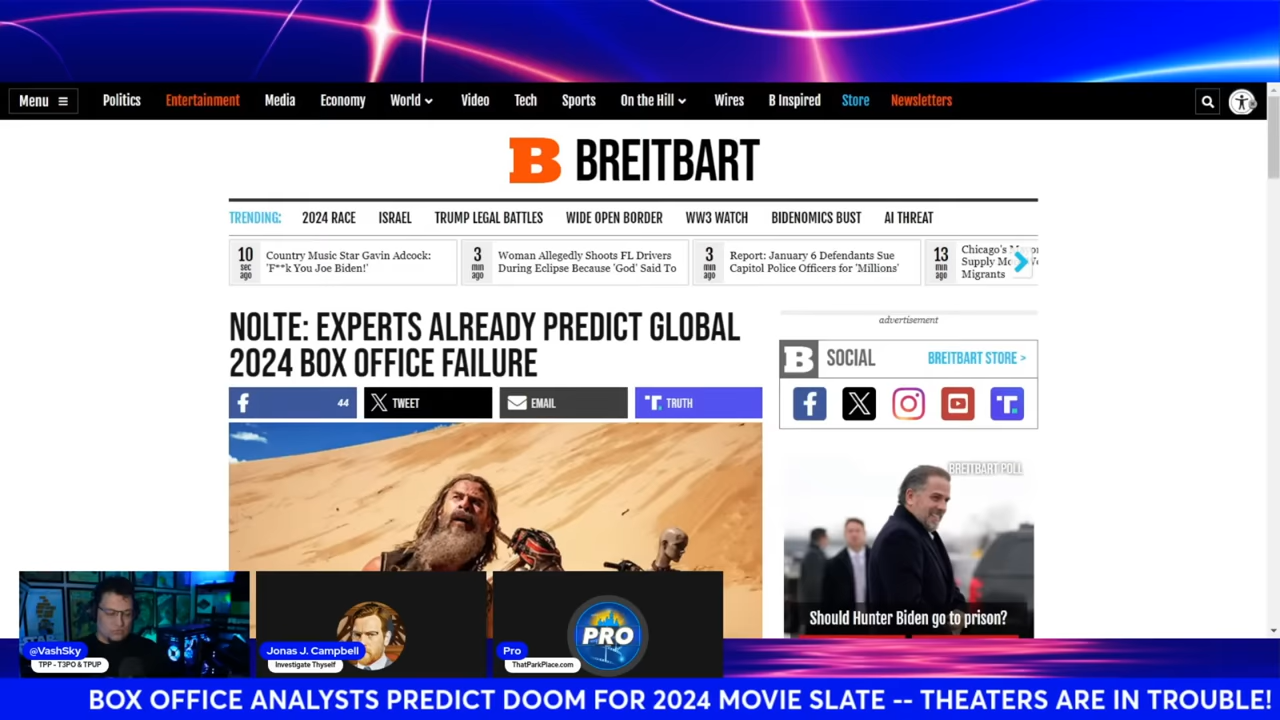 Menu
Politics
Entertainment
Media
Economy
World
Video
Tech
Sports
On the Hill
Wires
B Inspired
Store
Newsletters
B BREITBART
TRENDING:
2024 RACE
ISRAEL
TRUMP LEGAL BATTLES
WIDE OPEN BORDER
WW3 WATCH
BIDENOMICS BUST
AI THREAT
10
sec
ago
Country Music Star Gavin Adcock:
'F**k You Joe Biden!'
3
min
ago
Woman Allegedly Shoots FL Drivers
During Eclipse Because 'God' Said To
3
min
ago
Report: January 6 Defendants Sue
Capitol Police Officers for 'Millions'
13
min
ago
Chicago's
Supply
Migrants
NOLTE: EXPERTS ALREADY PREDICT GLOBAL
2024 BOX OFFICE FAILURE
44
TWEET
EMAIL
TRUTH
advertisement
B SOCIAL
BREITBART STORE >
BREITBART POLL
Should Hunter Biden go to prison?
@VashSky
TPP - T3PO & TPUP
Jonas J. Campbell
Investigate Thyself
PRO
Pro
ThatParkPlace.com
BOX OFFICE ANALYSTS PREDICT DOOM FOR 2024 MOVIE SLATE -- THEATERS ARE IN TROUBLE!